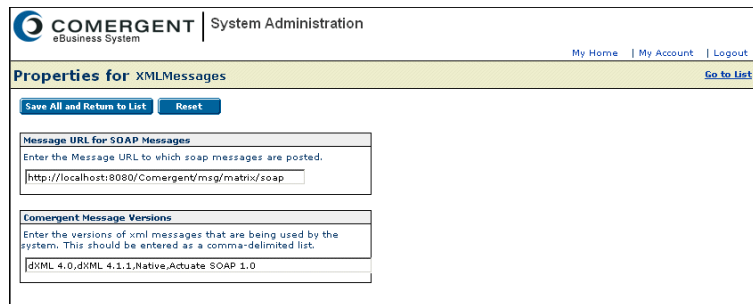 COMERGENT
eBusiness System
System Administration
My Home | My Account | Logout
Properties for XMLMessages
Go to List
Save All and Return to List Reset
Message URL for SOAP Messages
Enter the Message URL to which soap messages are posted.
http://localhost:8080/Comergent/msg/matrix/soap
Comergent Message Versions
Enter the versions of xml messages that are being used by the
system. This should be entered as a comma-delimited list.
dXML 4.0,dXML 4.1.1,Native,Actuate SOAP 1.0